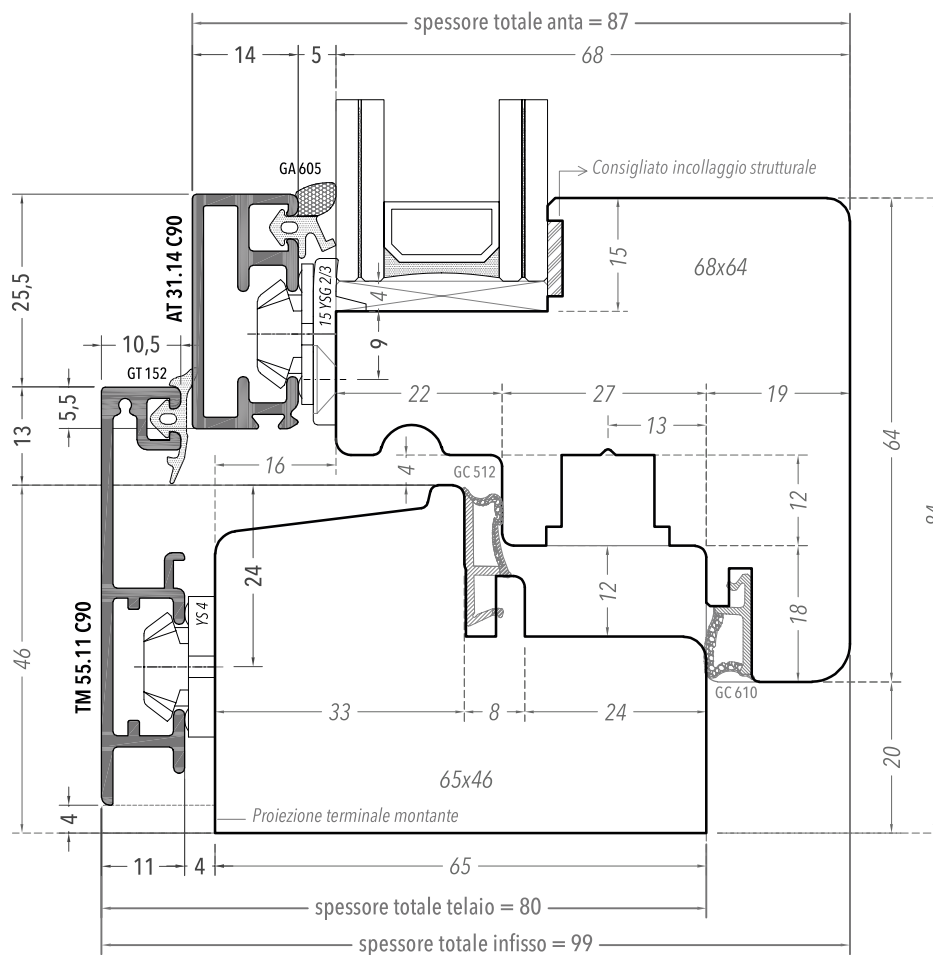 spessore totale anta = 87
14
5
68
GA 605
Consigliato incollaggio strutturale
AT 31.14 C90
15 YSG 2/3
15
68x64
25,5
4
9
10,5
GT 152
5,5
13
22
27
19
13
16
4
GC 512
64
12
24
12
18
TM 55.11 C90
YS 4
46
GC 610
33
8
24
20
65x46
4
Proiezione terminale montante
11
4
65
spessore totale telaio = 80
spessore totale infisso = 99